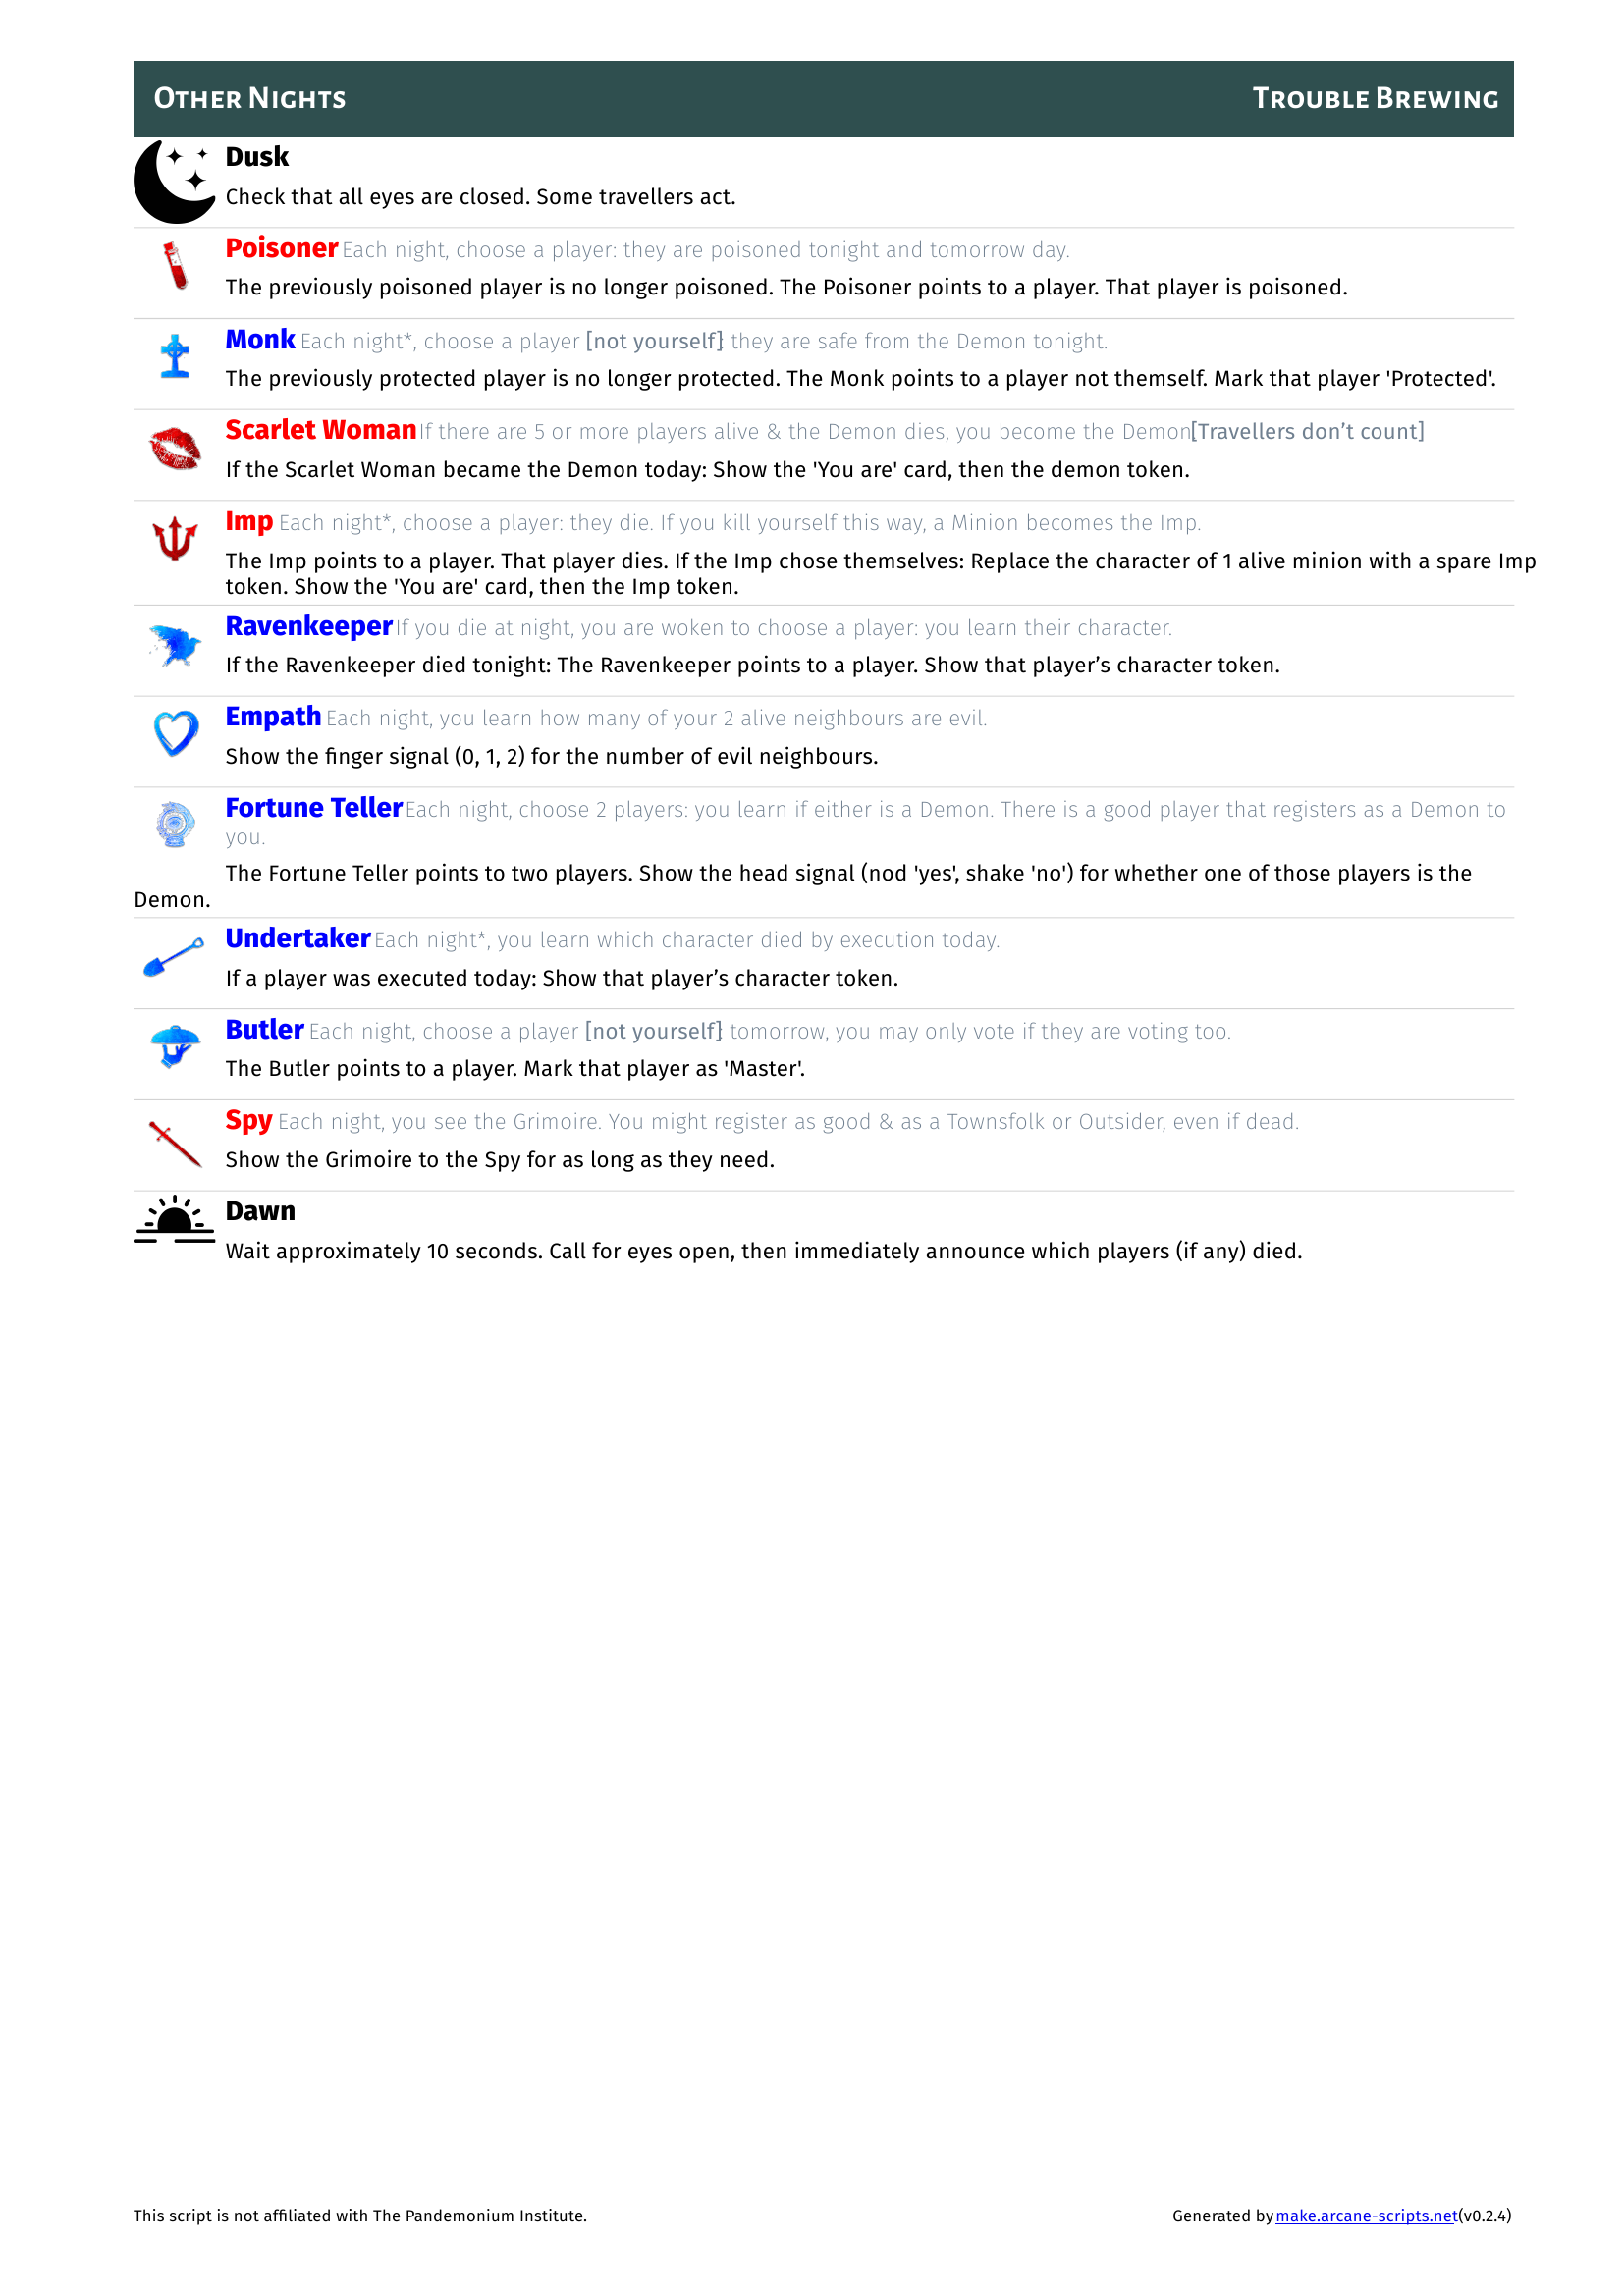 Other Nights Trouble Brewing
Dusk
Check that all eyes are closed. Some travellers act.
Poisoner Each night, choose a player: they are poisoned tonight and tomorrow day.
The previously poisoned player is no longer poisoned. The Poisoner points to a player. That player is poisoned.
Monk Each night*, choose a player [not yourself]: they are safe from the Demon tonight.
The previously protected player is no longer protected. The Monk points to a player not themself. Mark that player 'Protected'.
Scarlet Woman If there are 5 or more players alive & the Demon dies, you become the Demon [Travellers don’t count]
If the Scarlet Woman became the Demon today: Show the 'You are' card, then the demon token.
Imp Each night*, choose a player: they die. If you kill yourself this way, a Minion becomes the Imp.
The Imp points to a player. That player dies. If the Imp chose themselves: Replace the character of 1 alive minion with a spare Imp
token. Show the 'You are' card, then the Imp token.
Ravenkeeper If you die at night, you are woken to choose a player: you learn their character.
If the Ravenkeeper died tonight: The Ravenkeeper points to a player. Show that player’s character token.
Empath Each night, you learn how many of your 2 alive neighbours are evil.
Show the finger signal (0, 1, 2) for the number of evil neighbours.
Fortune Teller Each night, choose 2 players: you learn if either is a Demon. There is a good player that registers as a Demon to
you.
The Fortune Teller points to two players. Show the head signal (nod 'yes', shake 'no') for whether one of those players is the
Demon.
Undertaker Each night*, you learn which character died by execution today.
If a player was executed today: Show that player’s character token.
Butler Each night, choose a player [not yourself]: tomorrow, you may only vote if they are voting too.
The Butler points to a player. Mark that player as 'Master'.
Spy Each night, you see the Grimoire. You might register as good & as a Townsfolk or Outsider, even if dead.
Show the Grimoire to the Spy for as long as they need.
Dawn
Wait approximately 10 seconds. Call for eyes open, then immediately announce which players (if any) died.
This script is not affiliated with The Pandemonium Institute. Generated by make.arcane-scripts.net (v0.2.4)